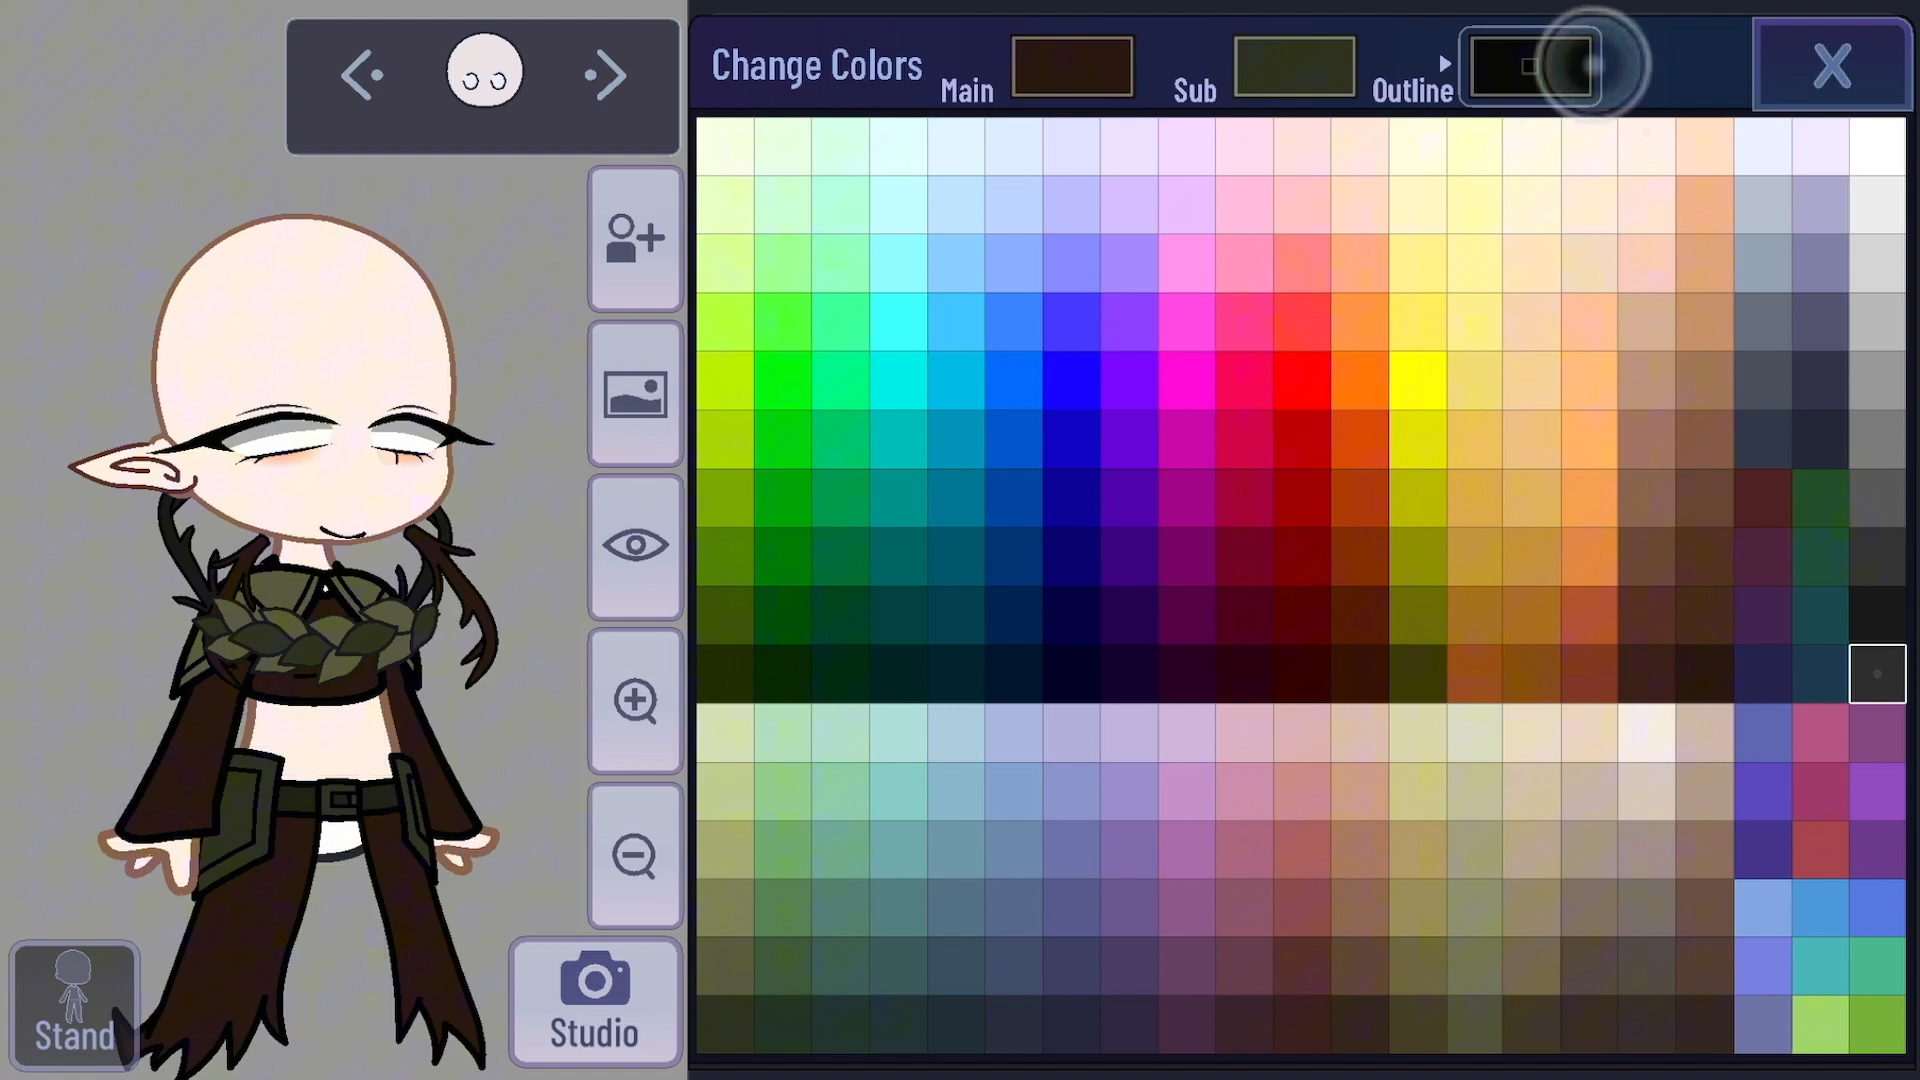 Change Colors
Main
Sub
Outline
X
Stand
Studio